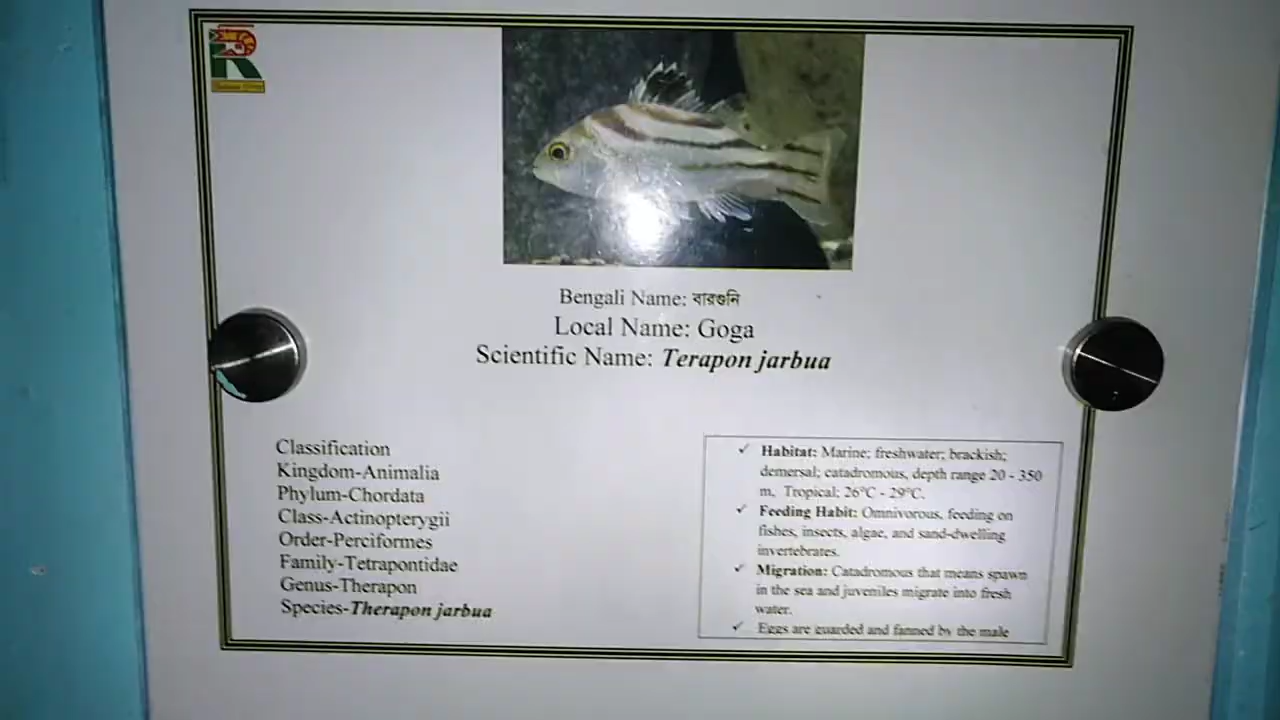 Bengali Name: বারগুনি
Local Name: Goga
Scientific Name: Terapon jarbua
Classification
Kingdom-Animalia
Phylum-Chordata
Class-Actinopterygii
Order-Perciformes
Family-Tetrapontidae
Genus-Therapon
Species-Therapon jarbua
✓ Habitat: Marine; freshwater; brackish;
demersal; catadromous, depth range 20 - 350
m, Tropical; 26°C - 29°C.
✓ Feeding Habit: Omnivorous, feeding on
fishes, insects, algae, and sand-dwelling
invertebrates.
✓ Migration: Catadromous that means spawn
in the sea and juveniles migrate into fresh
water.
✓ Eggs are guarded and fanned by the male